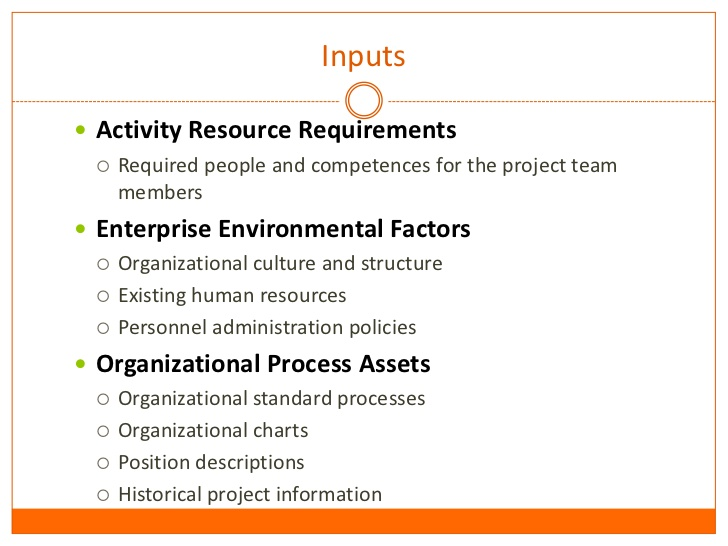 Inputs
Activity Resource Requirements
Required people and competences for the project team
members
Enterprise Environmental Factors
Organizational culture and structure
Existing human resources
Personnel administration policies
Organizational Process Assets
Organizational standard processes
Organizational charts
Position descriptions
Historical project information